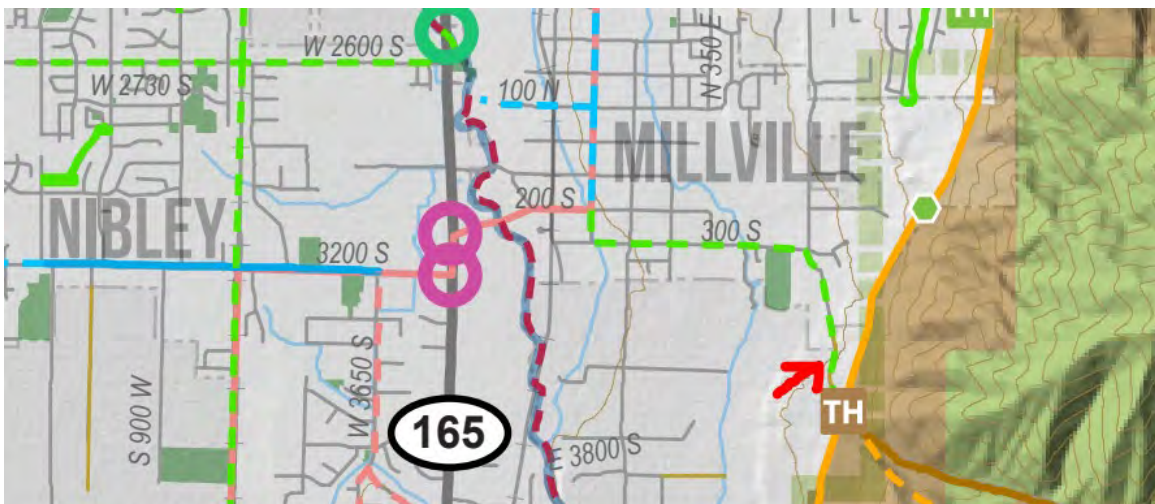 W 2600 S
W 2730 S
100 N
N 350 E
MILLVILLE
NIBLEY
200 S
300 S
3200 S
S 900 W
W 3650 S
165
E 3800 S
TH